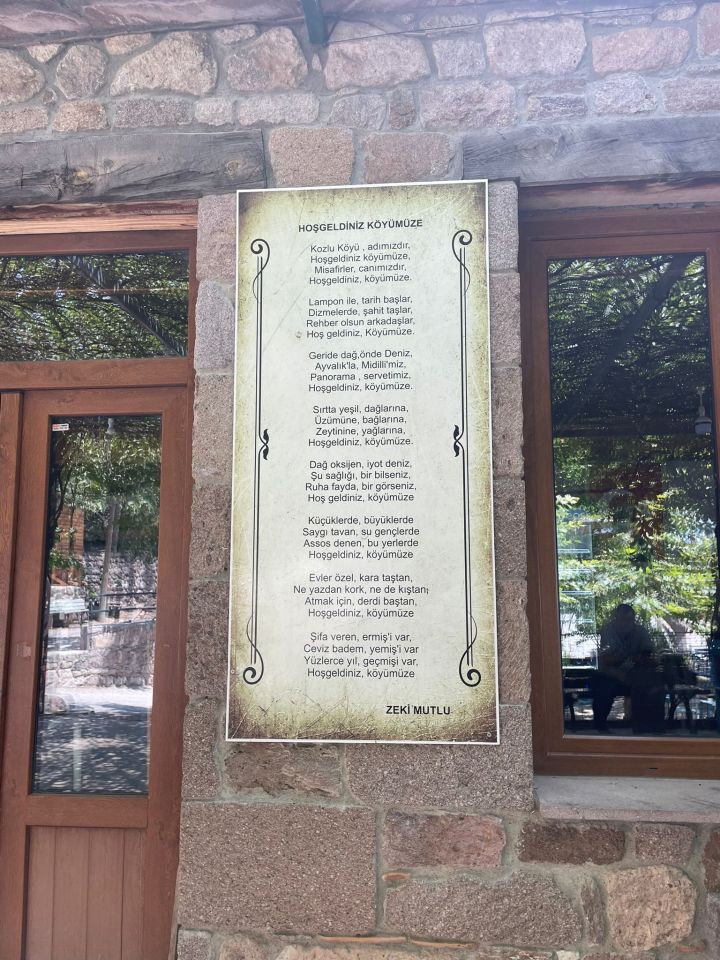 HOŞGELDİNİZ KÖYÜMÜZE
Kozlu Köyü , adımızdır,
Hoşgeldiniz köyümüze,
Misafirler, canımızdır,
Hoşgeldiniz, köyümüze.
Lampon ile, tarih başlar,
Dizmelerde, şahit taşlar,
Rehber olsun arkadaşlar,
Hoş geldiniz, Köyümüze.
Geride dağ,önde Deniz,
Ayvalık'la, Midilli'miz,
Panorama , servetimiz,
Hoşgeldiniz, köyümüze.
Sırtta yeşil, dağlarına,
Üzümüne, bağlarına,
Zeytinine, yağlarına,
Hoşgeldiniz, köyümüze.
Dağ oksijen, iyot deniz,
Şu sağlığı, bir bilseniz,
Ruha fayda, bir görseniz,
Hoş geldiniz, köyümüze
Küçüklerde, büyüklerde
Saygı tavan, su gençlerde
Assos denen, bu yerlerde
Hoşgeldiniz, köyümüze
Evler özel, kara taştan,
Ne yazdan kork, ne de kıştan;
Atmak için, derdi baştan,
Hoşgeldiniz, köyümüze
Şifa veren, ermiş'i var,
Ceviz badem, yemiş'i var
Yüzlerce yıl, geçmişi var,
Hoşgeldiniz, köyümüze
ZEKİ MUTLU